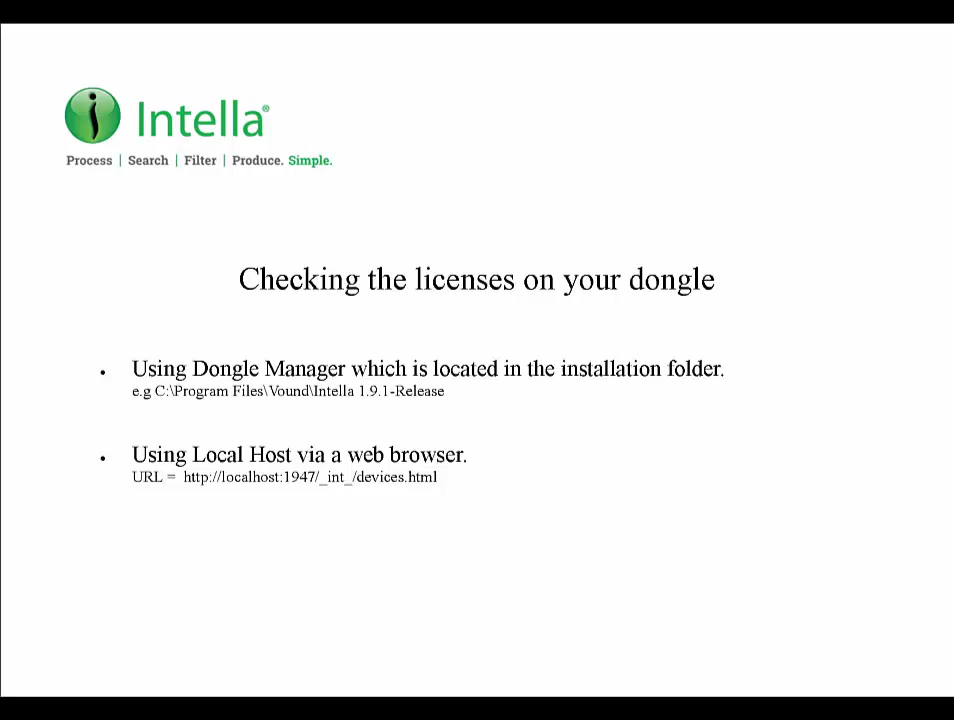 Intella®
Process | Search | Filter | Produce. Simple.
Checking the licenses on your dongle
• Using Dongle Manager which is located in the installation folder.
e.g C:\Program Files\Vound\Intella 1.9.1-Release
• Using Local Host via a web browser.
URL = http://localhost:1947/_int_/devices.html